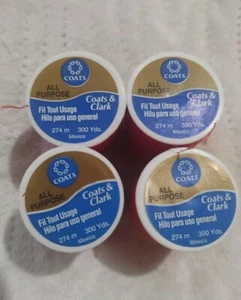 COATS
ALL
PURPOSE
Coats &
Clark
Fil Tout Usage
Hilo para uso general
274 m 300 Yds.
Mexico
COATS
ALL
PURPOSE
Coats &
Clark
Fil Tout Usage
Hilo para uso general
274 m 300 Yds.
Mexico
COATS
ALL
PURPOSE
Coats &
Clark
Fil Tout Usage
Hilo para uso general
274 m 300 Yds.
Mexico
COATS
ALL
PURPOSE
Coats &
Clark
Fil Tout Usage
Hilo para uso general
274 m 300 Yds.
Mexico